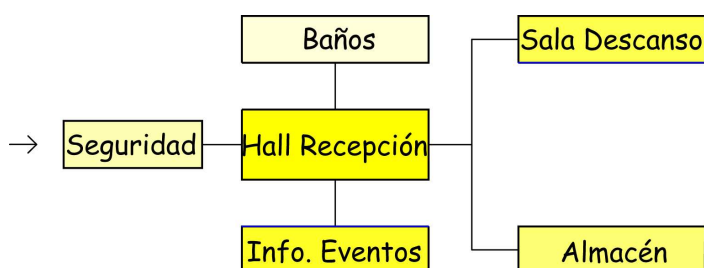 Baños
Sala Descanso
Seguridad
Hall Recepción
Info. Eventos
Almacén